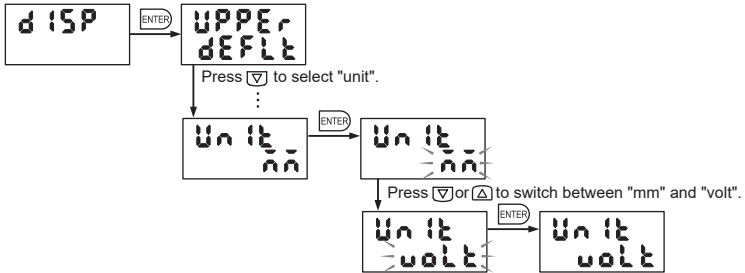 dISP
ENTER
UPPEr
dEFLt
Press ▽ to select "unit".
UnIt
mm
ENTER
UnIt
mm
Press ▽ or △ to switch between "mm" and "volt".
UnIt
voLt
ENTER
UnIt
voLt